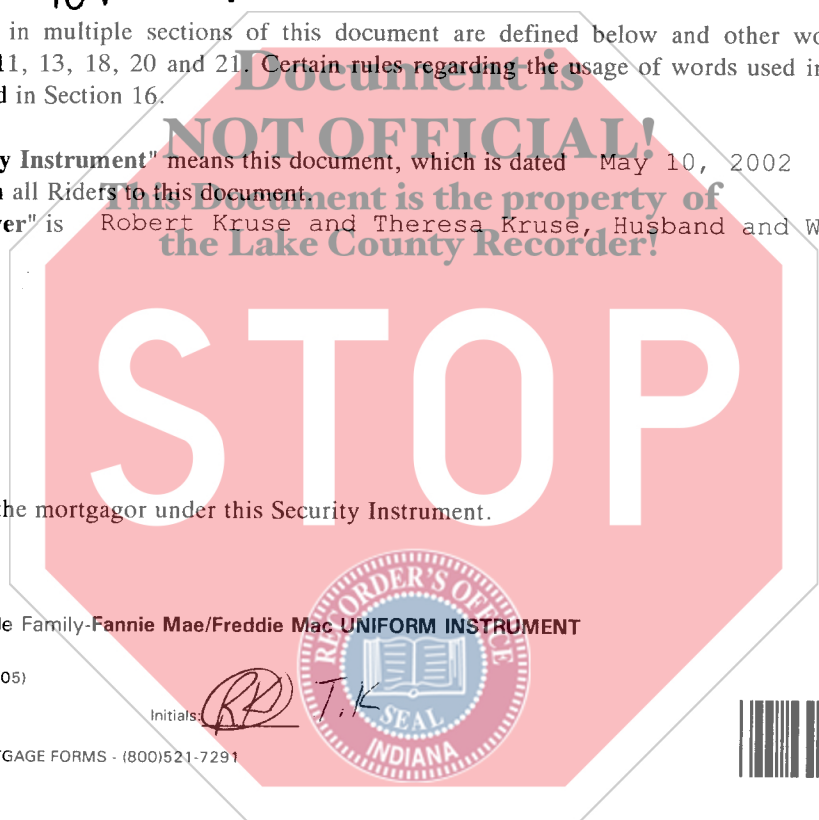 in multiple sections of this document are defined below and other wo
11, 13, 18, 20 and 21. Certain rules regarding the usage of words used in
d in Section 16.
Document is
NOT OFFICIAL!
This Document is the property of
the Lake County Recorder!
y Instrument" means this document, which is dated May 10, 2002
all Riders to this document.
er" is Robert Kruse and Theresa Kruse, Husband and W
STOP
the mortgagor under this Security Instrument.
RECORDER'S OFFICE
SEAL
INDIANA
le Family-Fannie Mae/Freddie Mac UNIFORM INSTRUMENT
05)
Initials: RK T.K
GAGE FORMS - (800)521-7291